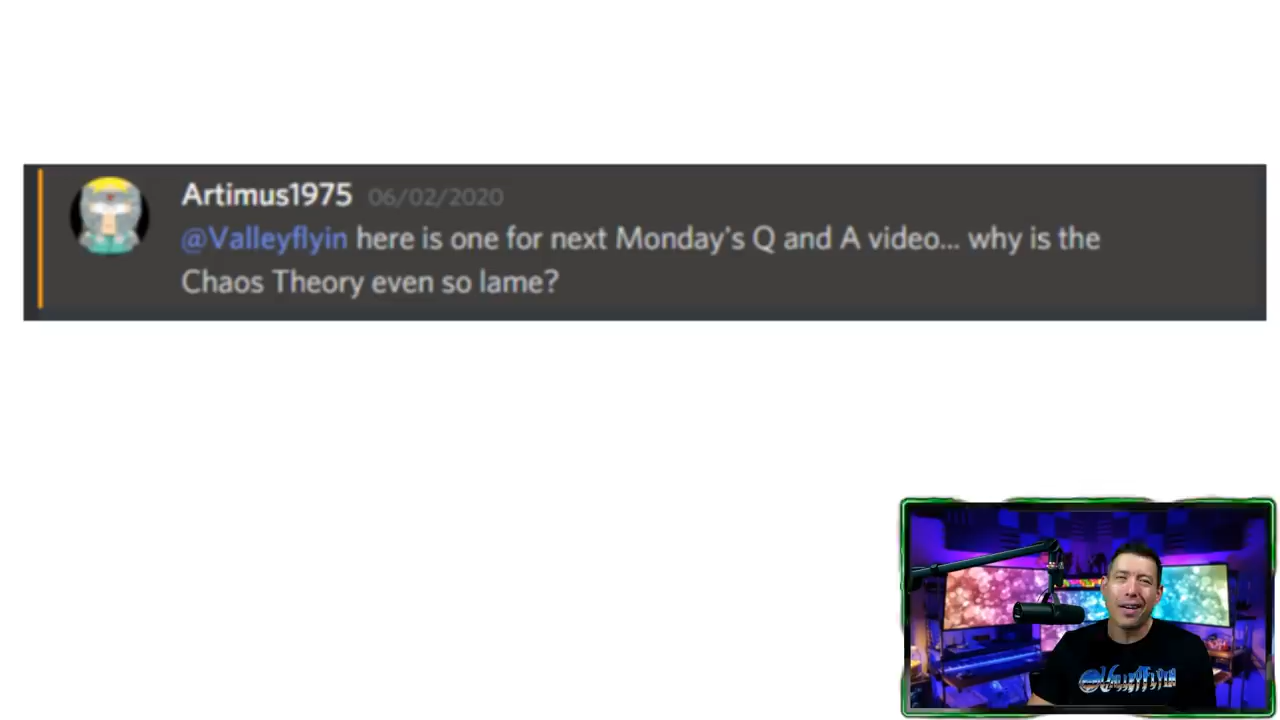 Artimus1975 06/02/2020
@Valleyflyin here is one for next Monday's Q and A video... why is the
Chaos Theory even so lame?
VALLEYFLYIN